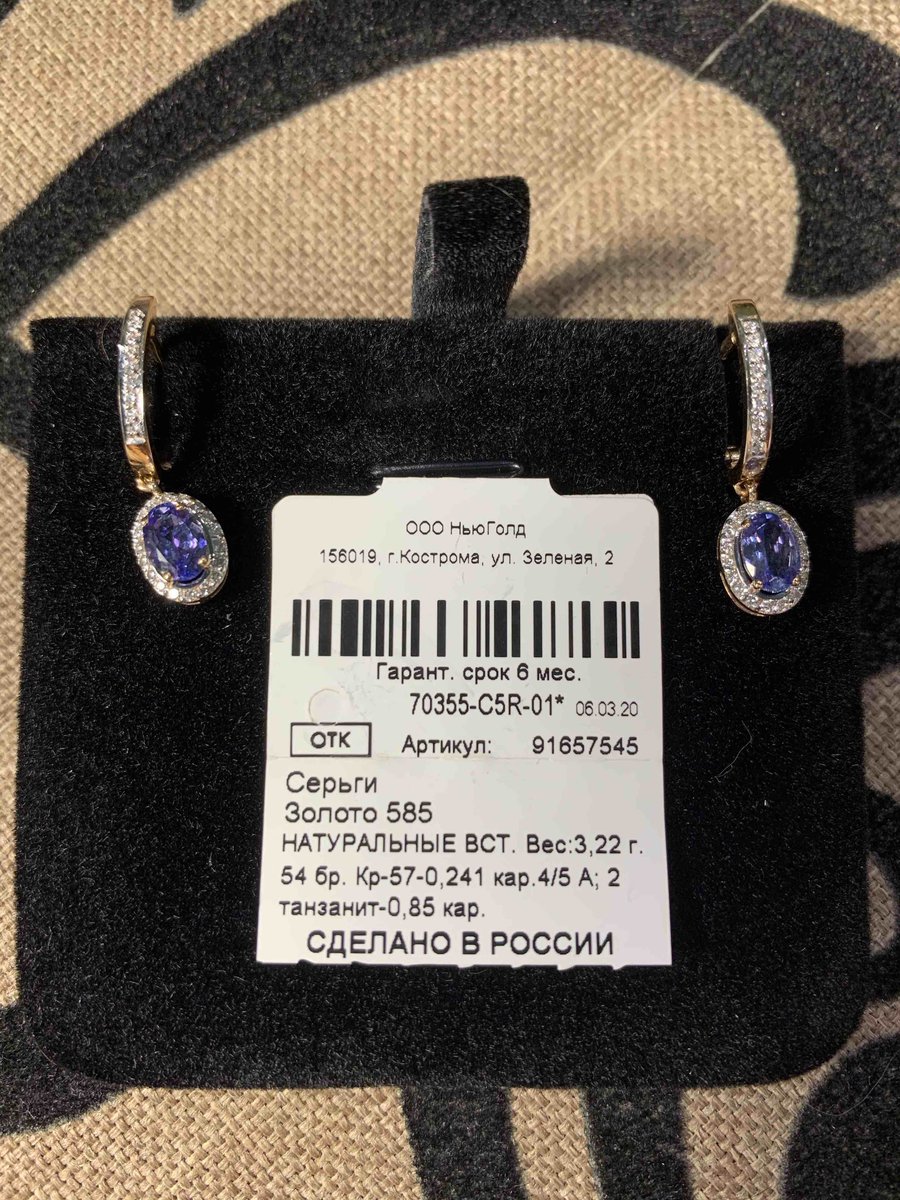 ООО НьюГолд
156019, г.Кострома, ул. Зеленая, 2
Гарант. срок 6 мес.
70355-C5R-01* 06.03.20
ОТК Артикул: 91657545
Серьги
Золото 585
НАТУРАЛЬНЫЕ ВСТ. Вес:3,22 г.
54 бр. Кр-57-0,241 кар.4/5 А; 2
танзанит-0,85 кар.
СДЕЛАНО В РОССИИ